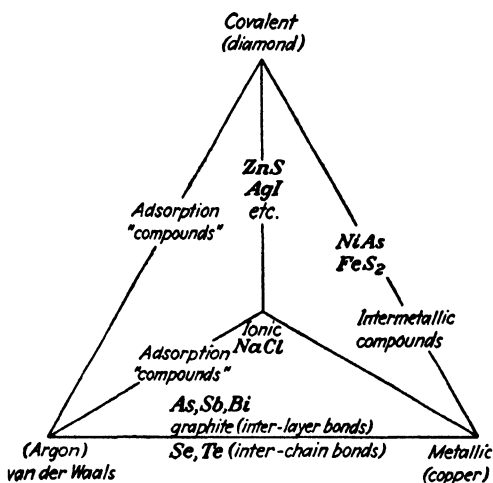 Covalent
(diamond)
ZnS
AgI
etc.
Adsorption
"compounds"
NiAs
FeS₂
Intermetallic
compounds
Ionic
NaCl
Adsorption
"compounds"
As,Sb,Bi
graphite (inter-layer bonds)
Se,Te (inter-chain bonds)
(Argon)
van der Waals
Metallic
(copper)